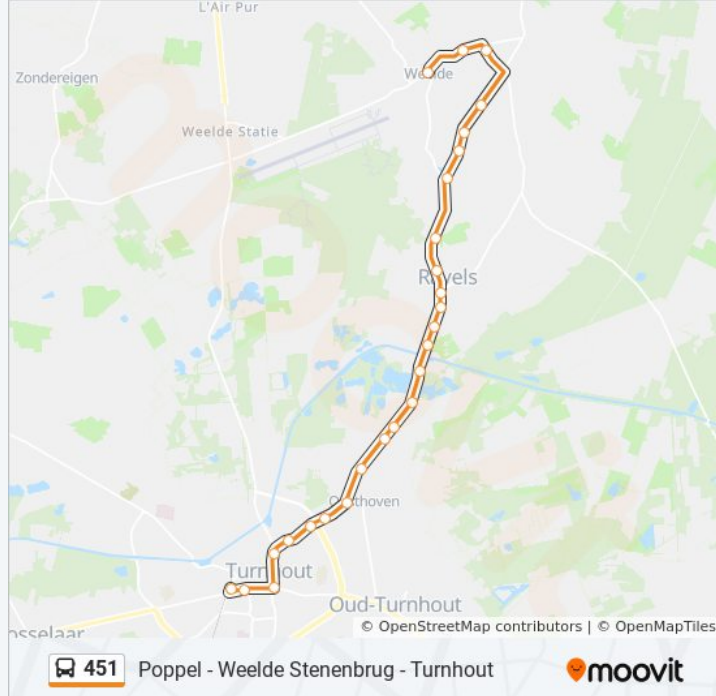 L'Air Pur
Zondereigen
Weelde
Weelde Statie
Ravels
Oosthoven
Turnhout
Oud-Turnhout
osselaar
© OpenStreetMap contributors | © OpenMapTiles
451 Poppel - Weelde Stenenbrug - Turnhout
moovit